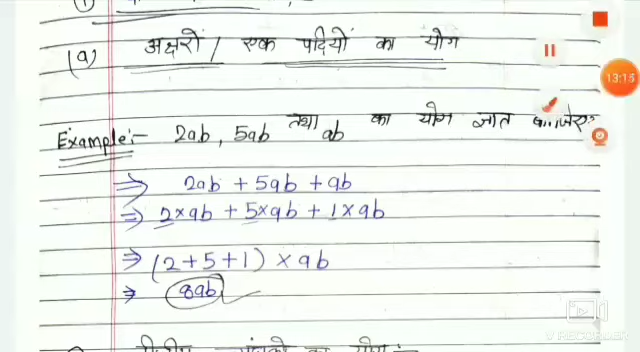 (a) अक्षरों / एक पदियों का योग
13:15
Example:- 2ab, 5ab तथा ab का योग ज्ञात
⇒ 2ab + 5ab + ab
⇒ 2×ab + 5×ab + 1×ab
⇒ (2+5+1) × ab
→ 8ab
RECORDER
का योग :-